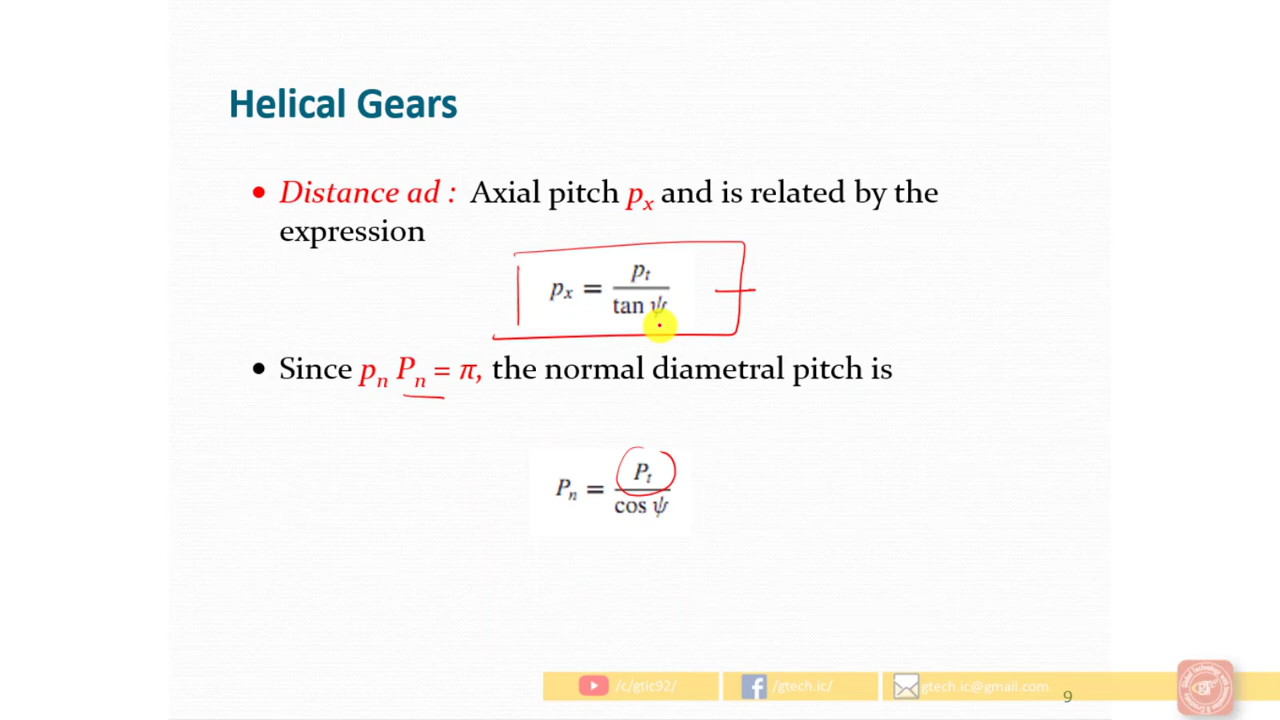 Helical Gears
• Distance ad : Axial pitch pₓ and is related by the
expression
pₓ = pₜ / tan ψ
• Since pₙ Pₙ = π, the normal diametral pitch is
Pₙ = Pₜ / cos ψ
/c/gtic92/ /gtech.ic/ gtech.ic@gmail.com 9